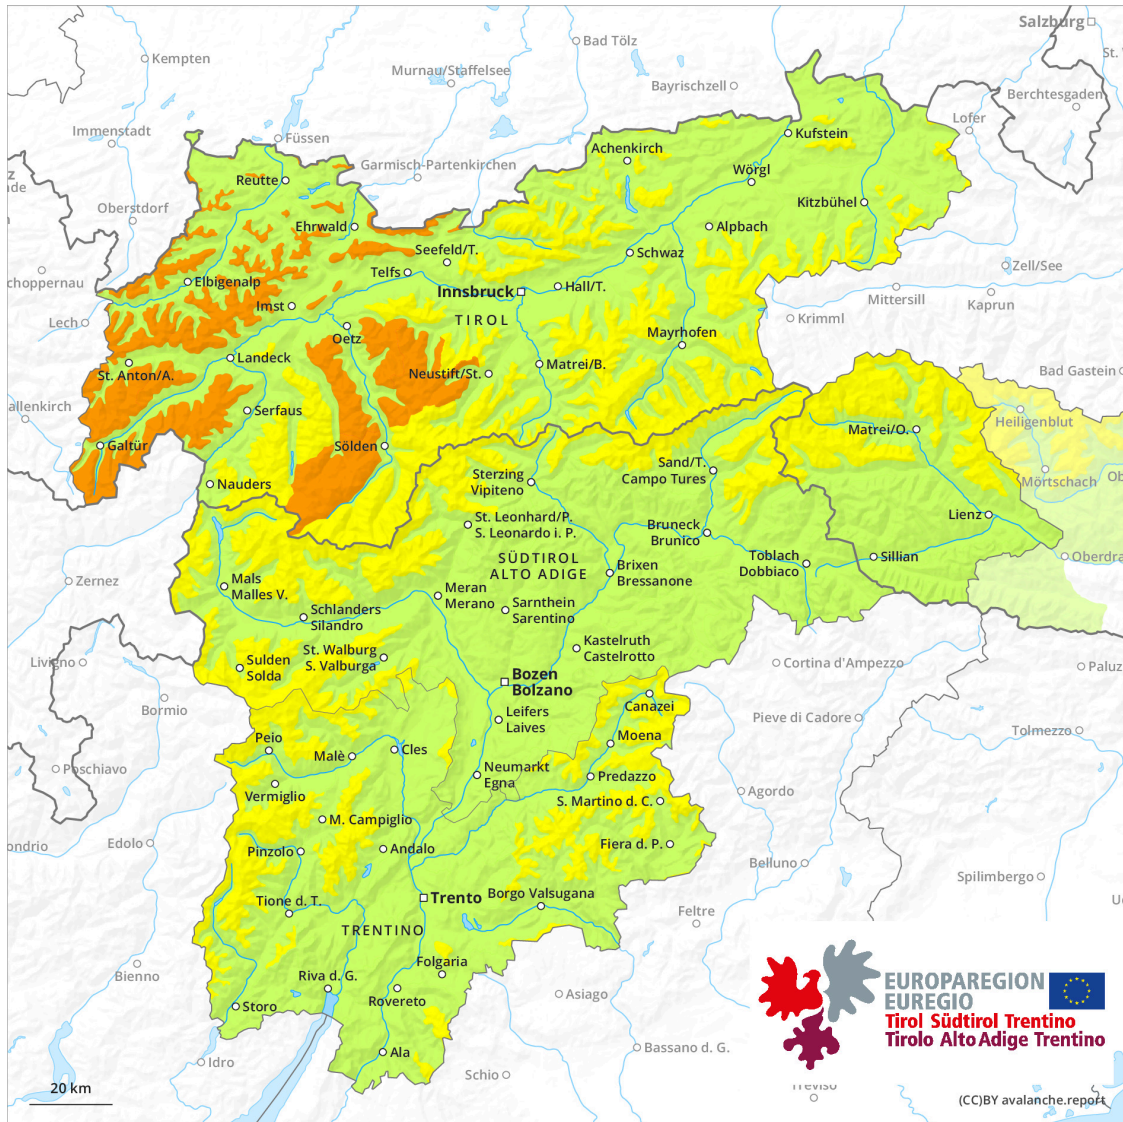 Salzburg
Bad Tölz
Kempten
Murnau/Staffelsee
Bayrischzell
St.
Berchtesgaden
Immenstadt
Füssen
Lofer
Kufstein
Achenkirch
Garmisch-Partenkirchen
Wörgl
Reutte
Kitzbühel
Oberstdorf
Ehrwald
Alpbach
Seefeld/T.
Schwaz
Zell/See
Telfs
choppernau
Elbigenalp
Innsbruck
Hall/T.
Mittersill
Kaprun
Imst
TIROL
Krimml
Lech
Oetz
Mayrhofen
Landeck
Matrei/B.
St. Anton/A.
Neustift/St.
Bad Gastein
allenkirch
Serfaus
Heiligenblut
Matrei/O.
Galtür
Sölden
Sand/T.
Campo Tures
Sterzing
Vipiteno
Nauders
Mörtschach
Ob
Lienz
St. Leonhard/P.
S. Leonardo i. P.
Bruneck
Brunico
SÜDTIROL
ALTO ADIGE
Toblach
Dobbiaco
Sillian
Oberdra
Brixen
Bressanone
Zernez
Mals
Malles V.
Meran
Merano
Sarnthein
Sarentino
Schlanders
Silandro
Kastelruth
Castelrotto
St. Walburg
S. Valburga
Livigno
Sulden
Solda
Cortina d'Ampezzo
Paluz
Bozen
Bolzano
Canazei
Bormio
Leifers
Laives
Pieve di Cadore
Tolmezzo
Peio
Moena
Malè
Cles
Poschiavo
Neumarkt
Egna
Predazzo
Vermiglio
S. Martino d. C.
Agordo
M. Campiglio
ondrio
Edolo
Pinzolo
Andalo
Fiera d. P.
Belluno
Spilimbergo
Trento
Borgo Valsugana
Tione d. T.
Feltre
TRENTINO
Folgaria
Bienno
Riva d. G.
Rovereto
Asiago
Storo
EUROPAREGION
EUREGIO
Tirol Südtirol Trentino
Tirolo Alto Adige Trentino
Idro
Ala
Bassano d. G.
Schio
Treviso
20 km
(CC)BY avalanche.report